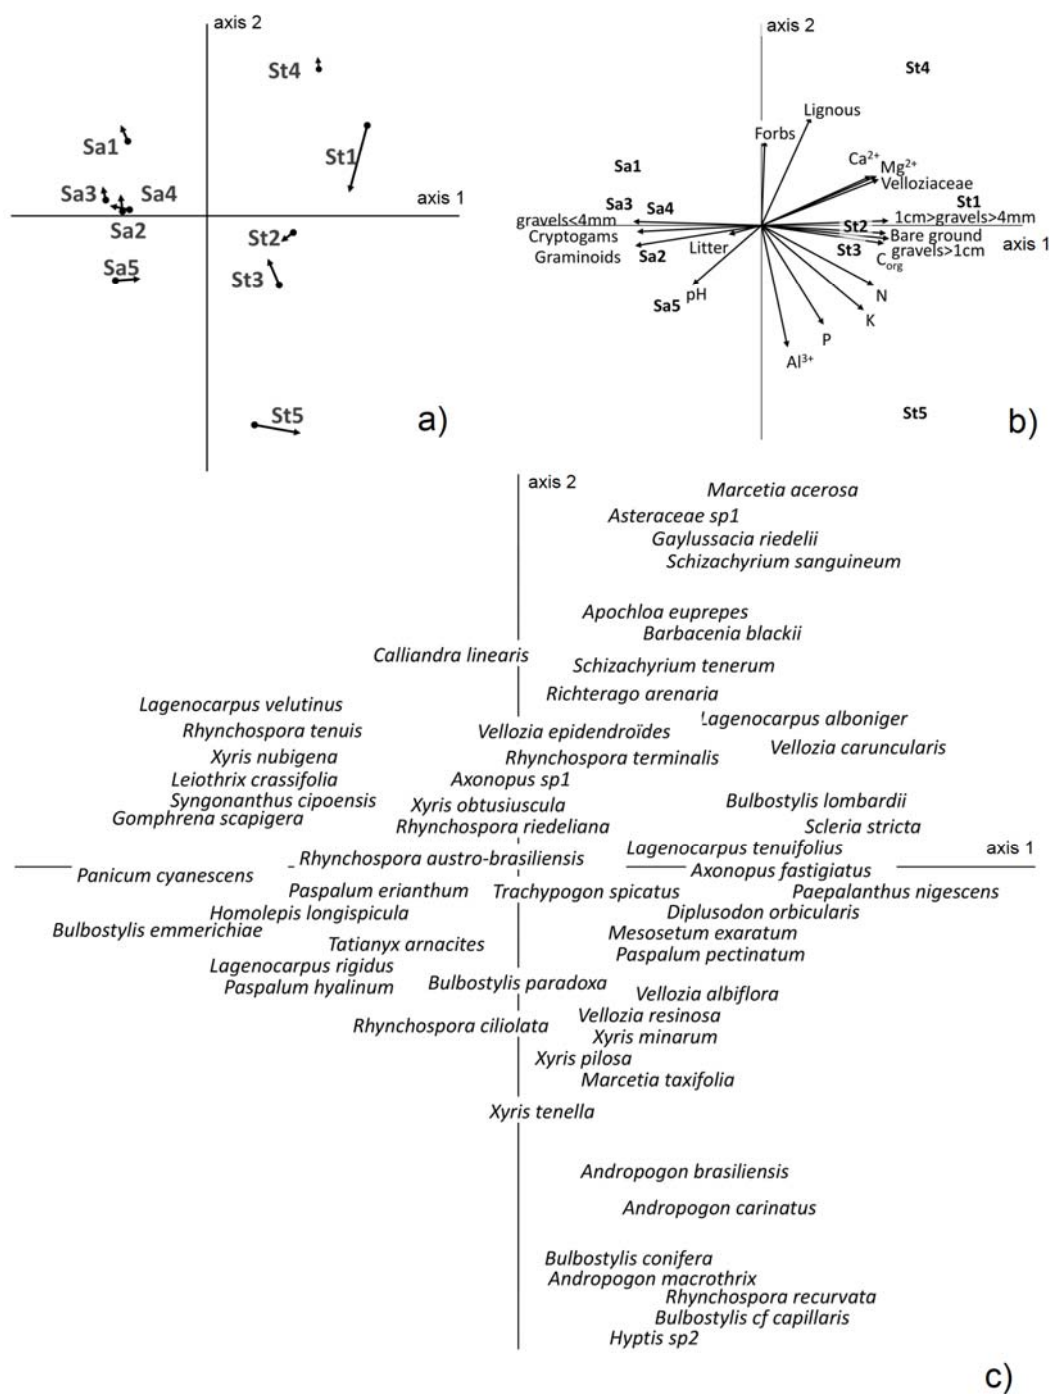 axis 2
St4
Sa1
St1
Sa3
Sa4
axis 1
Sa2
St2
Sa5
St3
St5
a)
axis 2
St4
Lignous
Forbs
Ca2+
Mg2+
Sa1
Velloziaceae
Sa3
Sa4
St1
gravels<4mm
1cm>gravels>4mm
St2
Cryptogams
Bare ground
Litter
St3
gravels>1cm
axis 1
Graminoids
Sa2
Corg
pH
Sa5
N
K
P
Al3+
St5
b)
axis 2
Marcetia acerosa
Asteraceae sp1
Gaylussacia riedelii
Schizachyrium sanguineum
Apochloa euprepes
Barbacenia blackii
Calliandra linearis
Schizachyrium tenerum
Richterago arenaria
Lagenocarpus velutinus
Lagenocarpus alboniger
Rhynchospora tenuis
Vellozia epidendroïdes
Vellozia caruncularis
Xyris nubigena
Rhynchospora terminalis
Leiothrix crassifolia
Axonopus sp1
Syngonanthus cipoensis
Xyris obtusiuscula
Bulbostylis lombardii
Gomphrena scapigera
Rhynchospora riedeliana
Scleria stricta
Lagenocarpus tenuifolius
axis 1
Rhynchospora austro-brasiliensis
Axonopus fastigiatus
Panicum cyanescens
Paspalum erianthum
Trachypogon spicatus
Paepalanthus nigescens
Homolepis longispicula
Diplusodon orbicularis
Bulbostylis emmerichiae
Mesosetum exaratum
Tatianyx arnacites
Paspalum pectinatum
Lagenocarpus rigidus
Paspalum hyalinum
Bulbostylis paradoxa
Vellozia albiflora
Vellozia resinosa
Rhynchospora ciliolata
Xyris minarum
Xyris pilosa
Marcetia taxifolia
Xyris tenella
Andropogon brasiliensis
Andropogon carinatus
Bulbostylis conifera
Andropogon macrothrix
Rhynchospora recurvata
Bulbostylis cf capillaris
Hyptis sp2
c)